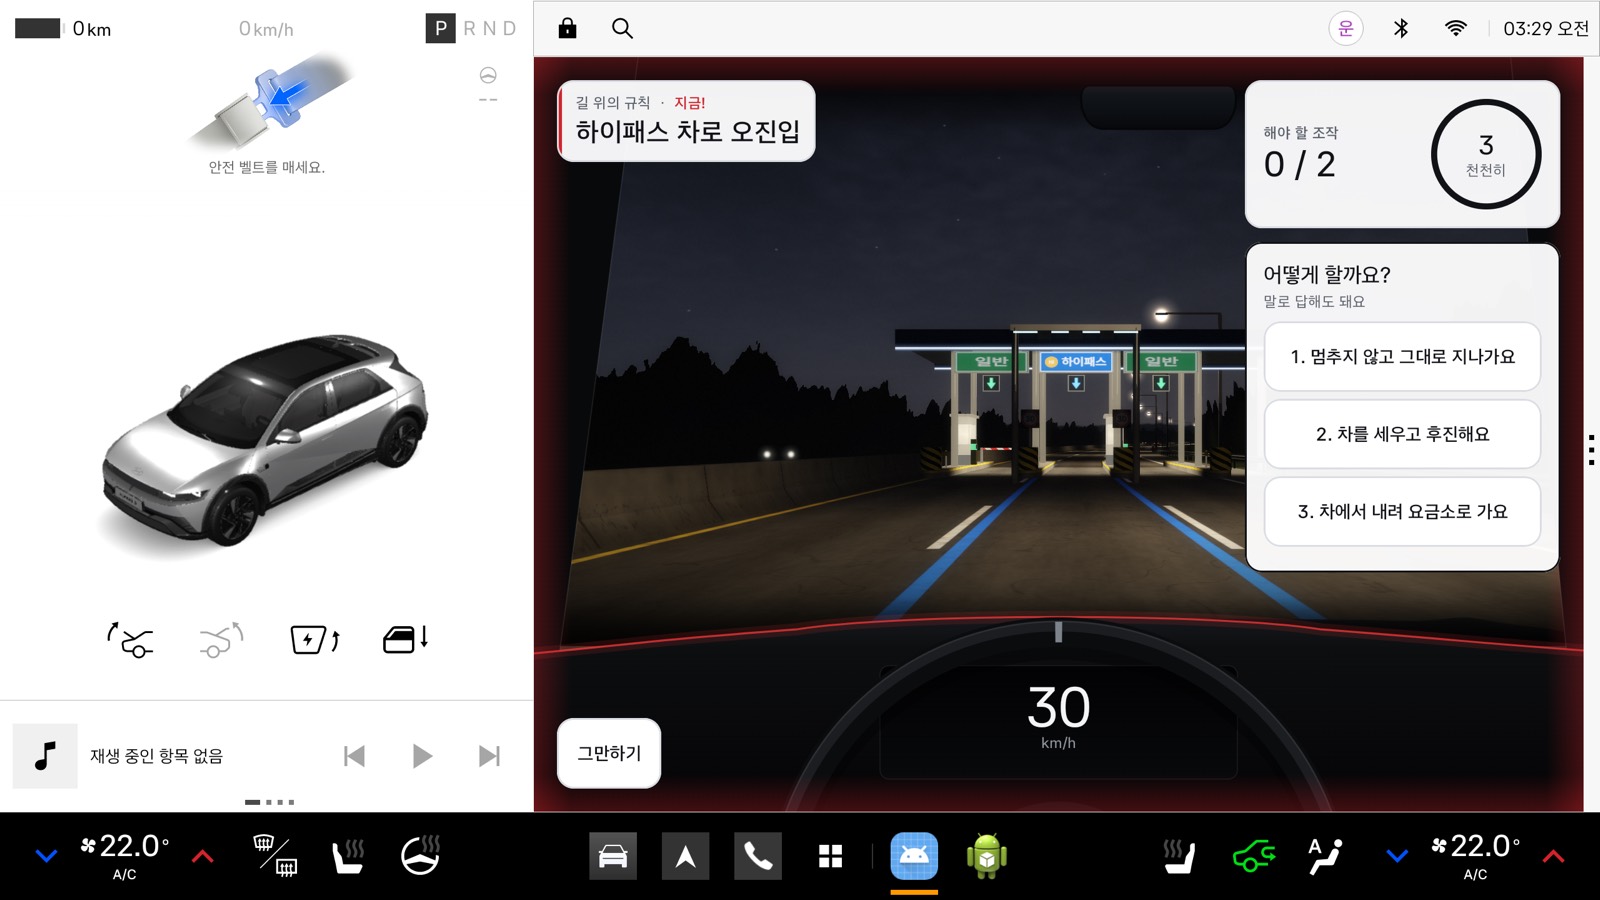 0km
0km/h
P R N D
--
안전 벨트를 매세요.
재생 중인 항목 없음
운
03:29 오전
길 위의 규칙 · 지금!
하이패스 차로 오진입
해야 할 조작
0 / 2
3
천천히
어떻게 할까요?
말로 답해도 돼요
1. 멈추지 않고 그대로 지나가요
2. 차를 세우고 후진해요
3. 차에서 내려 요금소로 가요
일반
하이패스
일반
30
km/h
그만하기
22.0°
A/C
A
22.0°
A/C